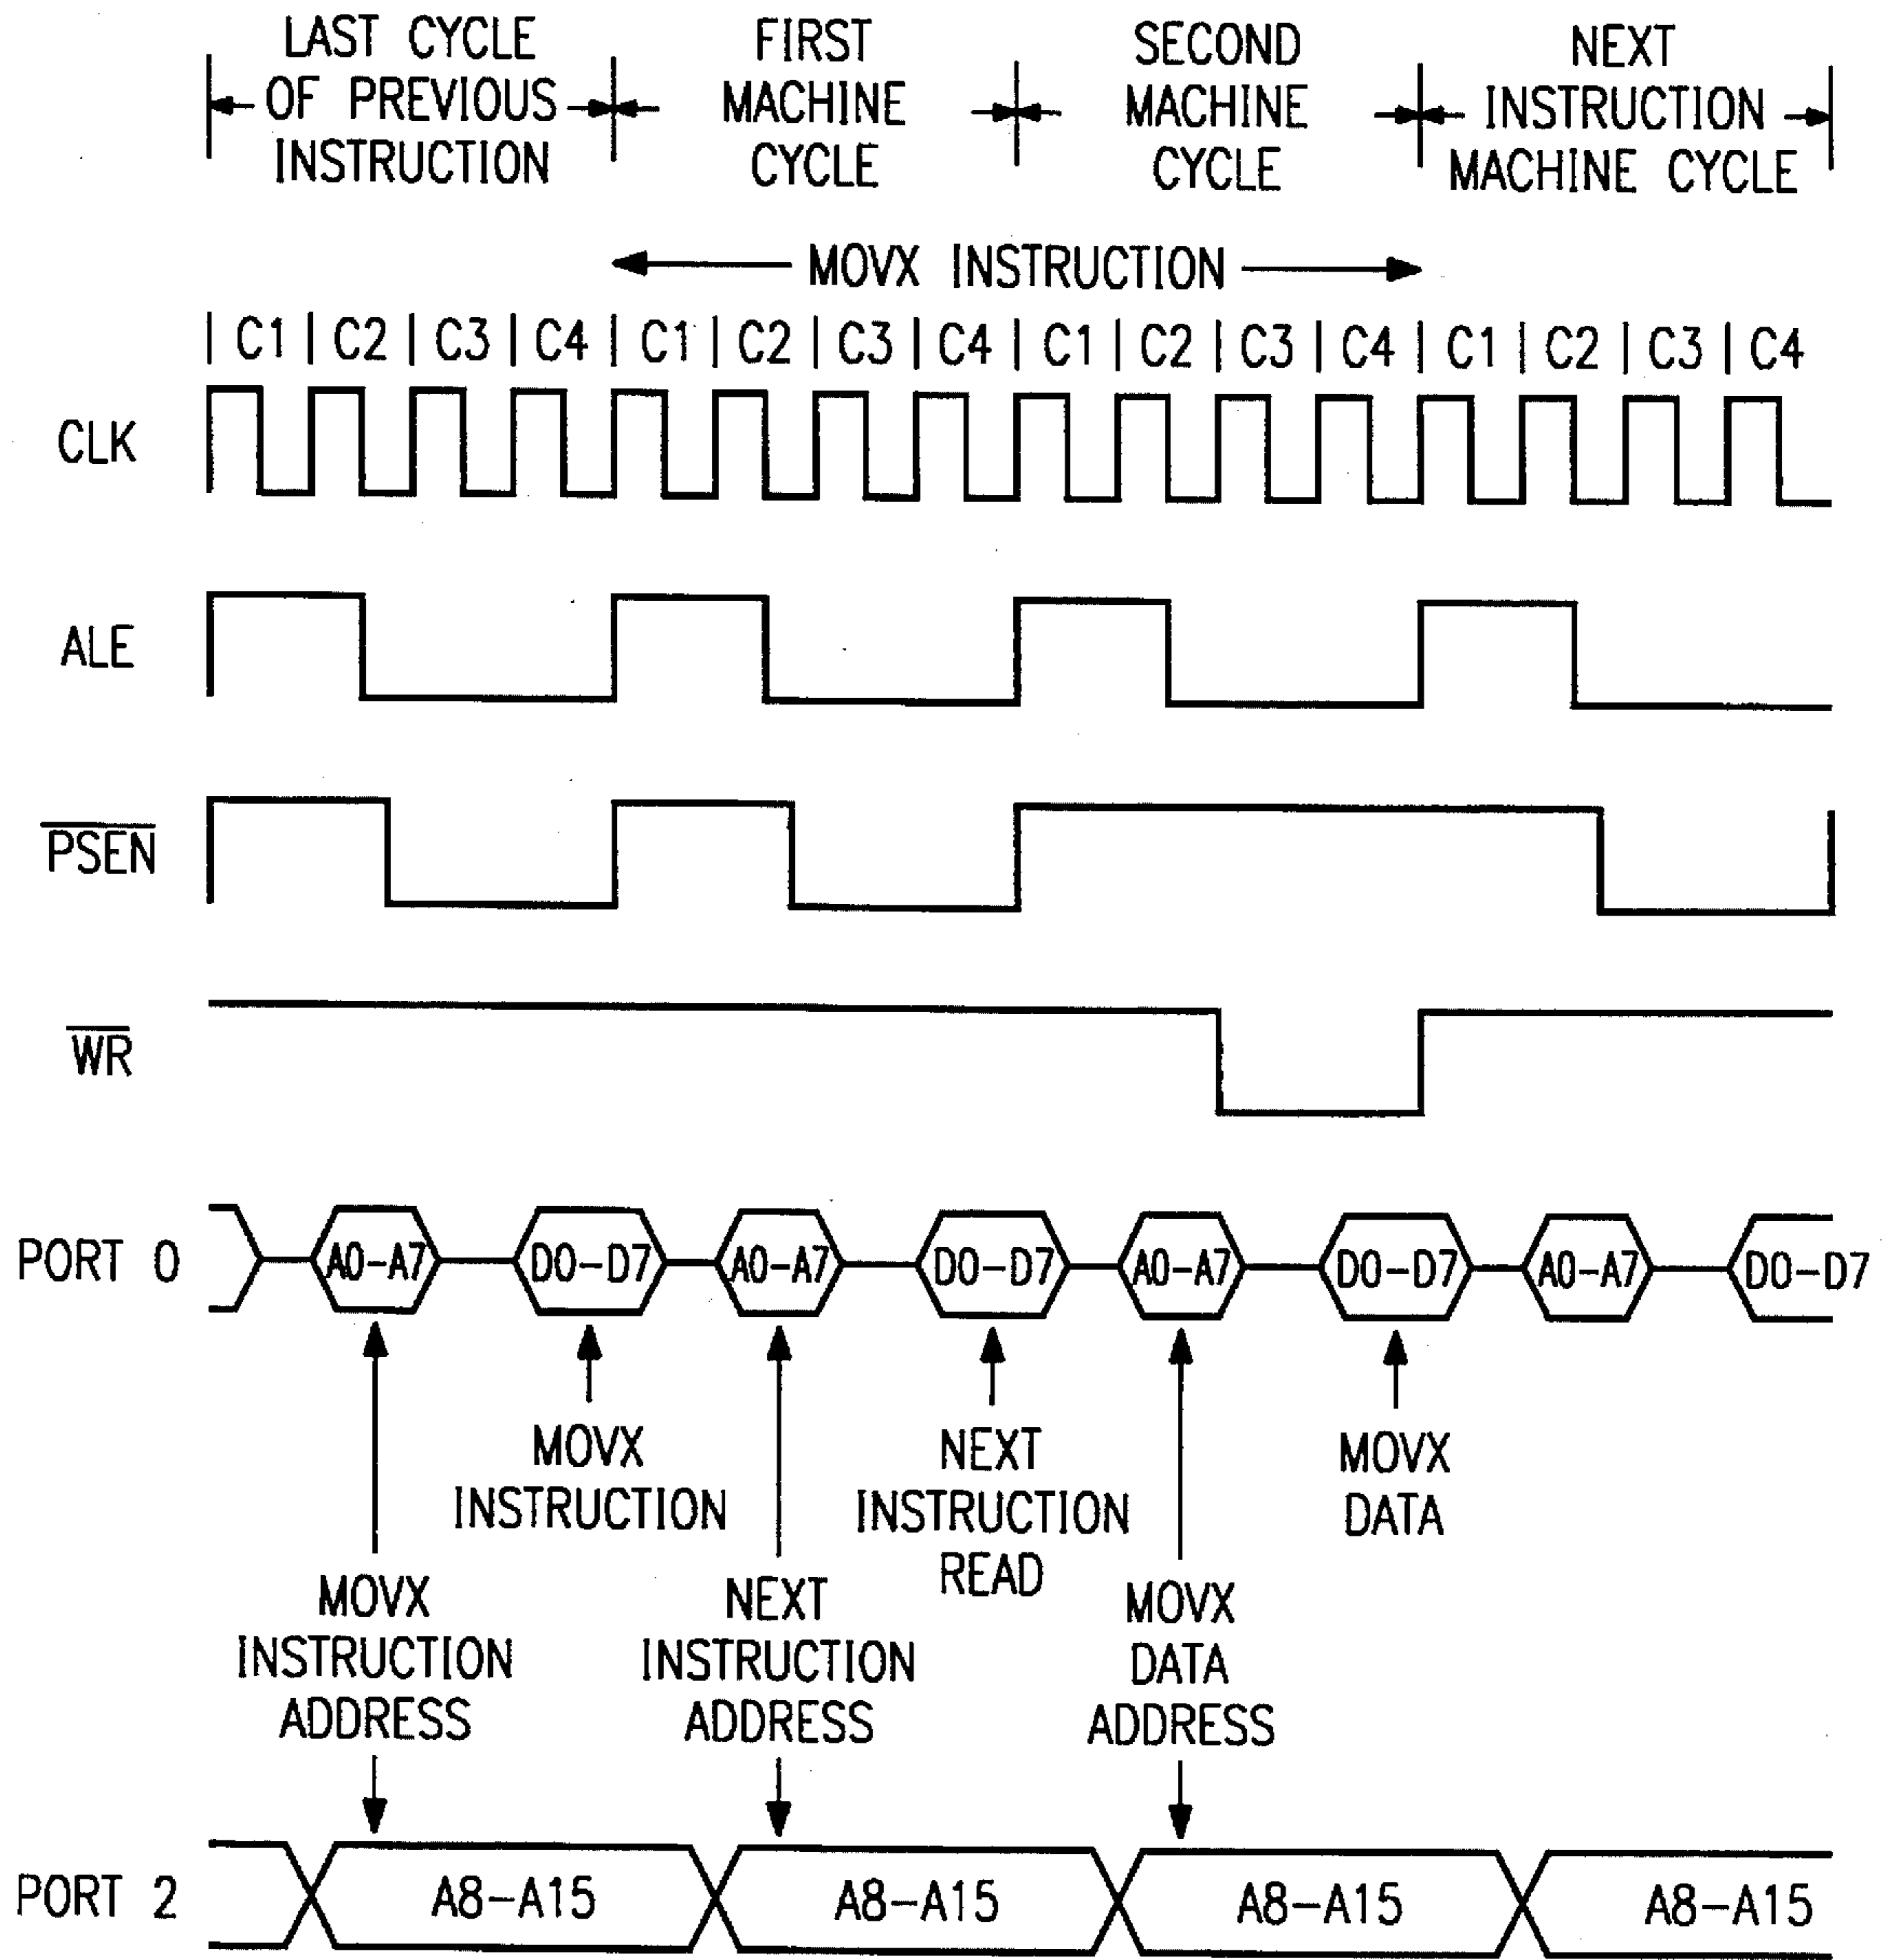 LAST CYCLE
OF PREVIOUS
INSTRUCTION
FIRST
MACHINE
CYCLE
SECOND
MACHINE
CYCLE
NEXT
INSTRUCTION
MACHINE CYCLE
MOVX INSTRUCTION
C1 C2 C3 C4 C1 C2 C3 C4 C1 C2 C3 C4 C1 C2 C3 C4
CLK
ALE
PSEN
WR
PORT 0
A0-A7 D0-D7 A0-A7 D0-D7 A0-A7 D0-D7 A0-A7 D0-D7
MOVX
INSTRUCTION
NEXT
INSTRUCTION
READ
MOVX
DATA
MOVX
INSTRUCTION
ADDRESS
NEXT
INSTRUCTION
ADDRESS
MOVX
DATA
ADDRESS
PORT 2
A8-A15 A8-A15 A8-A15 A8-A15